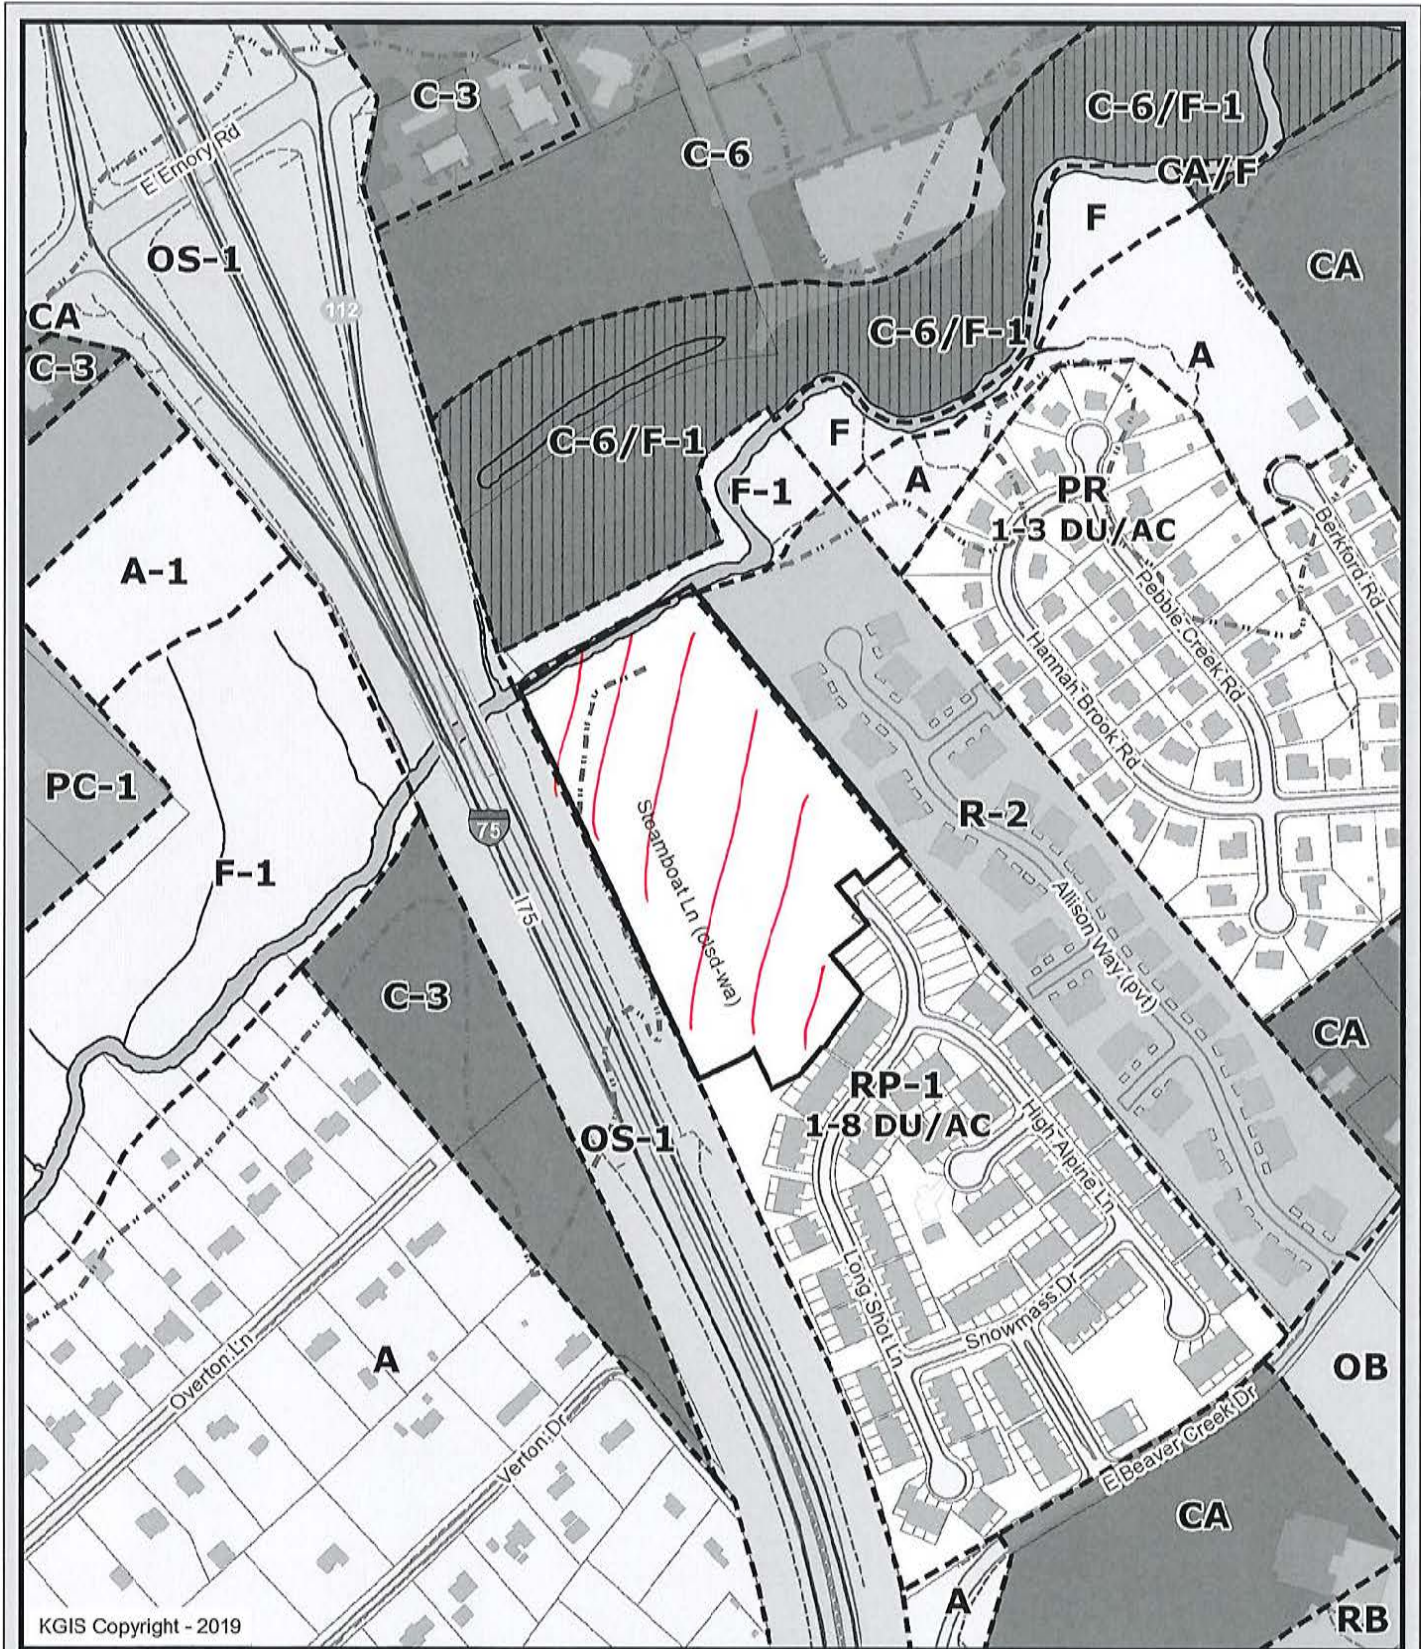 C-3
C-6/F-1
C-6
E Emory Rd
CA/F
F
OS-1
CA
112
CA
C-6/F-1
C-3
A
C-6/F-1
F
F-1
A
PR
1-3 DU/AC
Berkford Rd
A-1
Pebble Creek Rd
Hannah Brook Rd
PC-1
R-2
75
Steamboat Ln (clsd-wa)
F-1
I75
Allison Way (pvt)
C-3
CA
RP-1
1-8 DU/AC
High Alpine Ln
OS-1
Long Shot Ln
Snowmass Dr
A
Overton Ln
OB
Verton Dr
E Beaver Creek Dr
CA
A
RB
KGIS Copyright - 2019